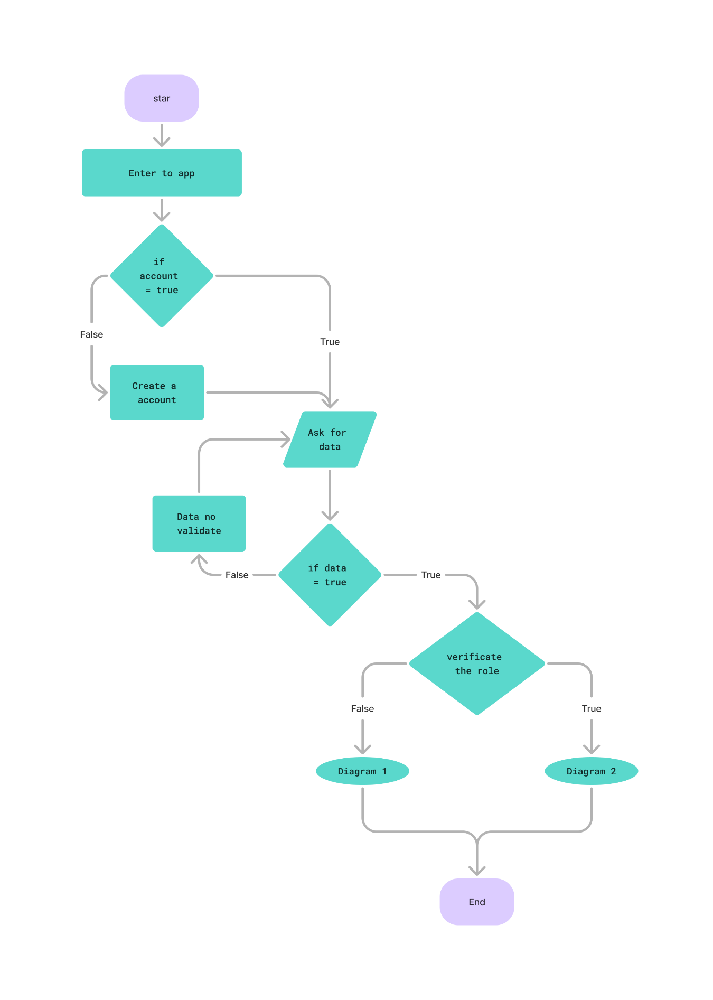 star
Enter to app
if
account
= true
False
True
Create a
account
Ask for
data
Data no
validate
if data
= true
False
True
verificate
the role
False
True
Diagram 1
Diagram 2
End